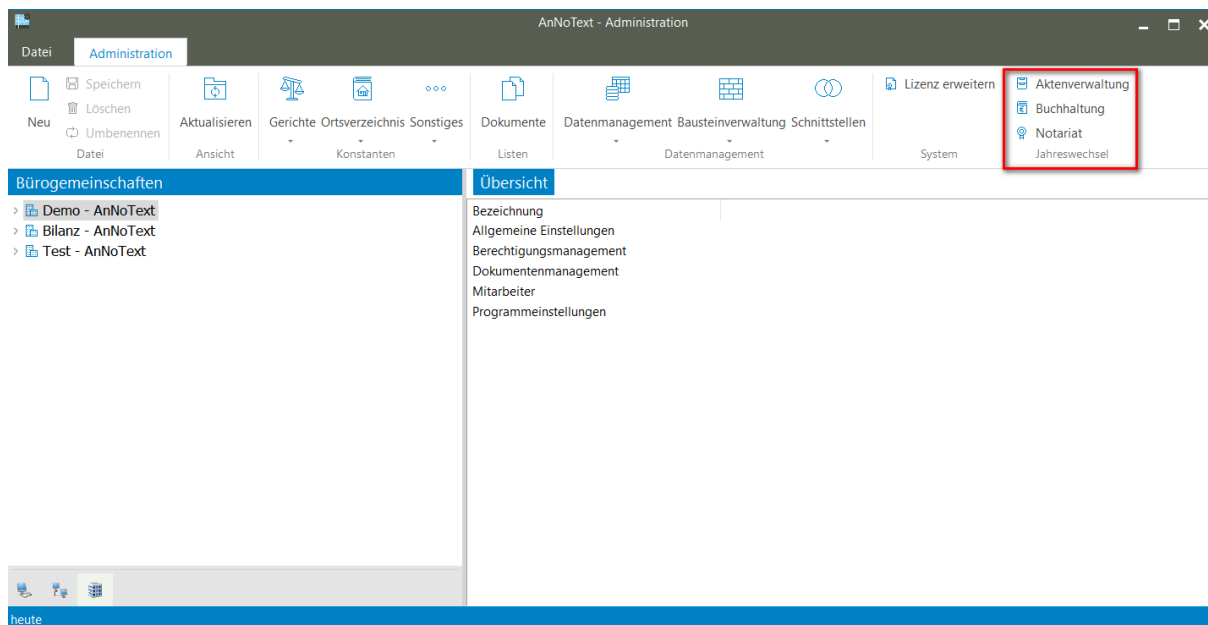 AnNoText - Administration
Datei Administration
Neu
Speichern
Löschen
Umbenennen
Datei
Aktualisieren
Ansicht
Gerichte Ortsverzeichnis Sonstiges
Konstanten
Dokumente
Listen
Datenmanagement Bausteinverwaltung Schnittstellen
Datenmanagement
Lizenz erweitern
System
Aktenverwaltung
Buchhaltung
Notariat
Jahreswechsel
Bürogemeinschaften
Demo - AnNoText
Bilanz - AnNoText
Test - AnNoText
Übersicht
Bezeichnung
Allgemeine Einstellungen
Berechtigungsmanagement
Dokumentenmanagement
Mitarbeiter
Programmeinstellungen
heute